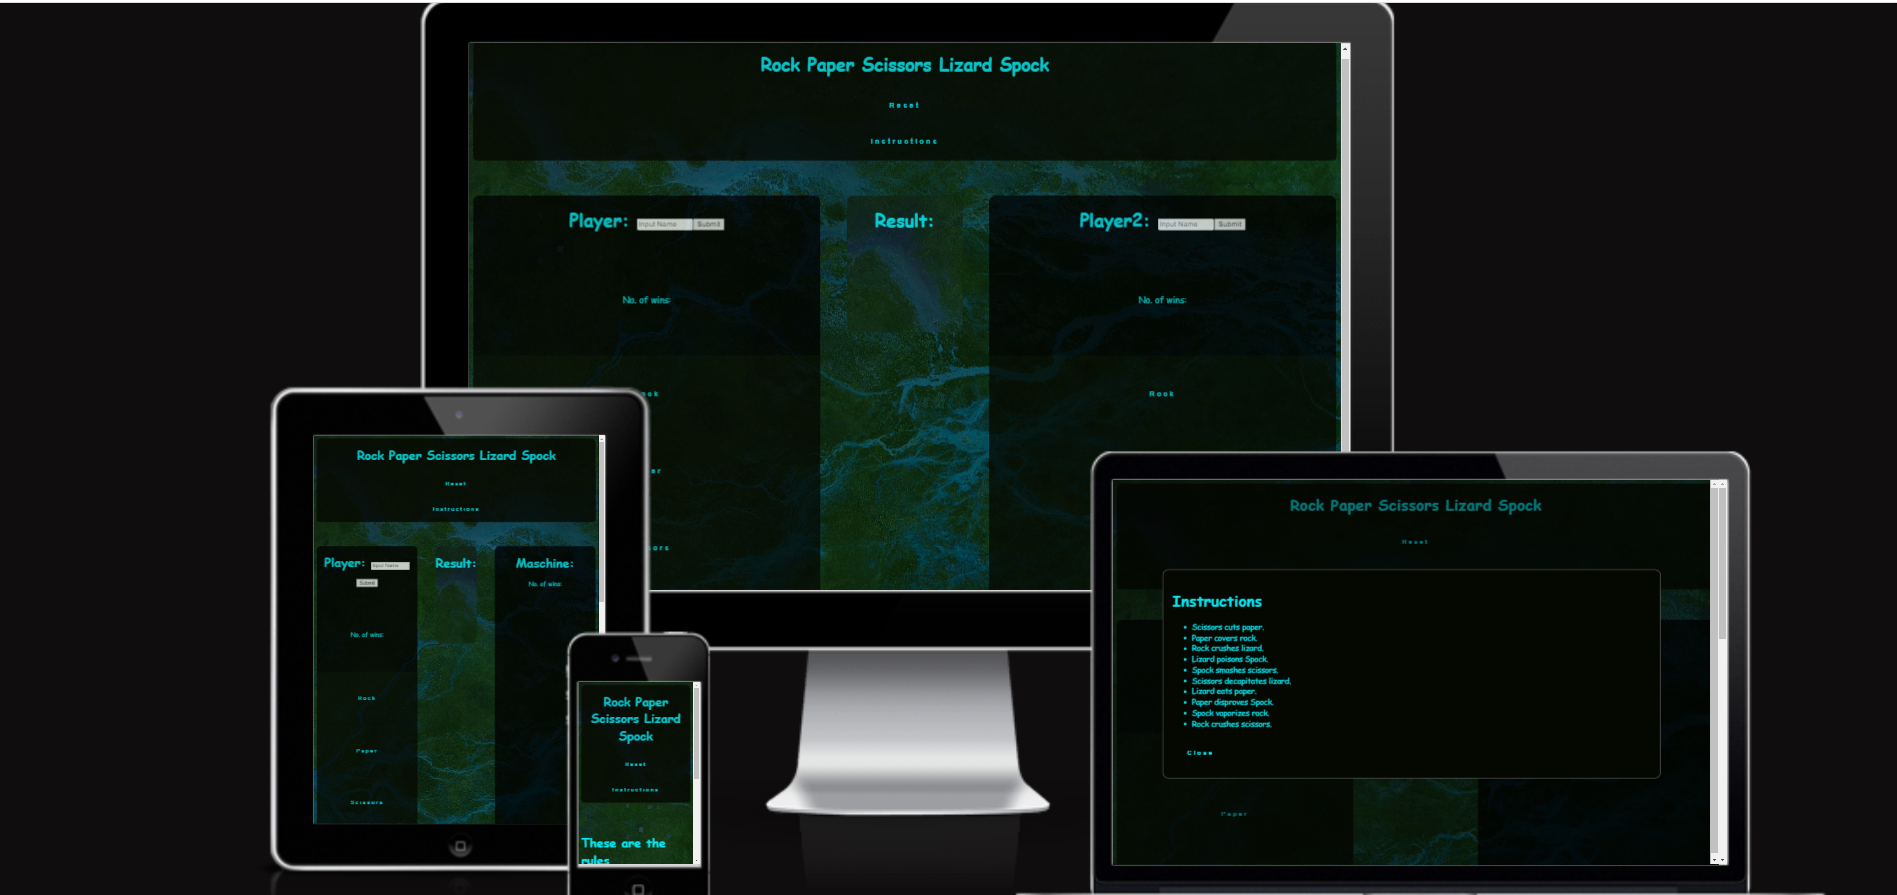 Rock Paper Scissors Lizard Spock
Reset
Instructions
Player: Input Name Submit
Result:
Player2: Input Name Submit
No. of wins:
No. of wins:
ock
Rock
er
sors
Rock Paper Scissors Lizard Spock
Reset
Instructions
Player: Input Name
Submit
Result:
Maschine:
No. of wins:
No. of wins:
Rock
Paper
Scissors
Rock Paper
Scissors Lizard
Spock
Reset
Instructions
These are the
rules
Rock Paper Scissors Lizard Spock
Reset
Instructions
Scissors cuts paper.
Paper covers rock.
Rock crushes lizard.
Lizard poisons Spock.
Spock smashes scissors.
Scissors decapitates lizard.
Lizard eats paper.
Paper disproves Spock.
Spock vaporizes rock.
Rock crushes scissors.
Close
Paper